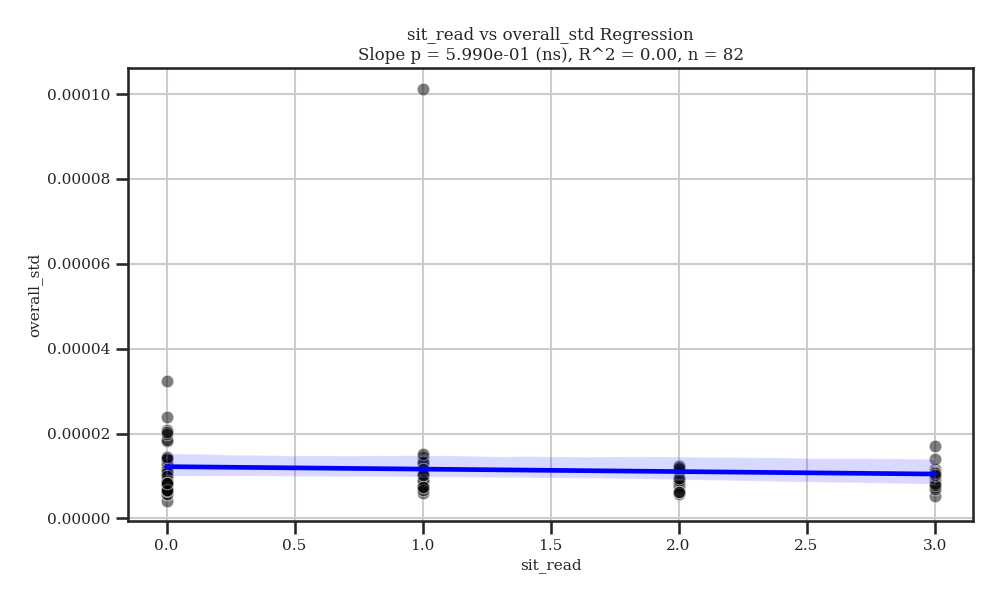 sit_read vs overall_std Regression
Slope p = 5.990e-01 (ns), R^2 = 0.00, n = 82
overall_std
0.00010
0.00008
0.00006
0.00004
0.00002
0.00000
0.0 0.5 1.0 1.5 2.0 2.5 3.0
sit_read